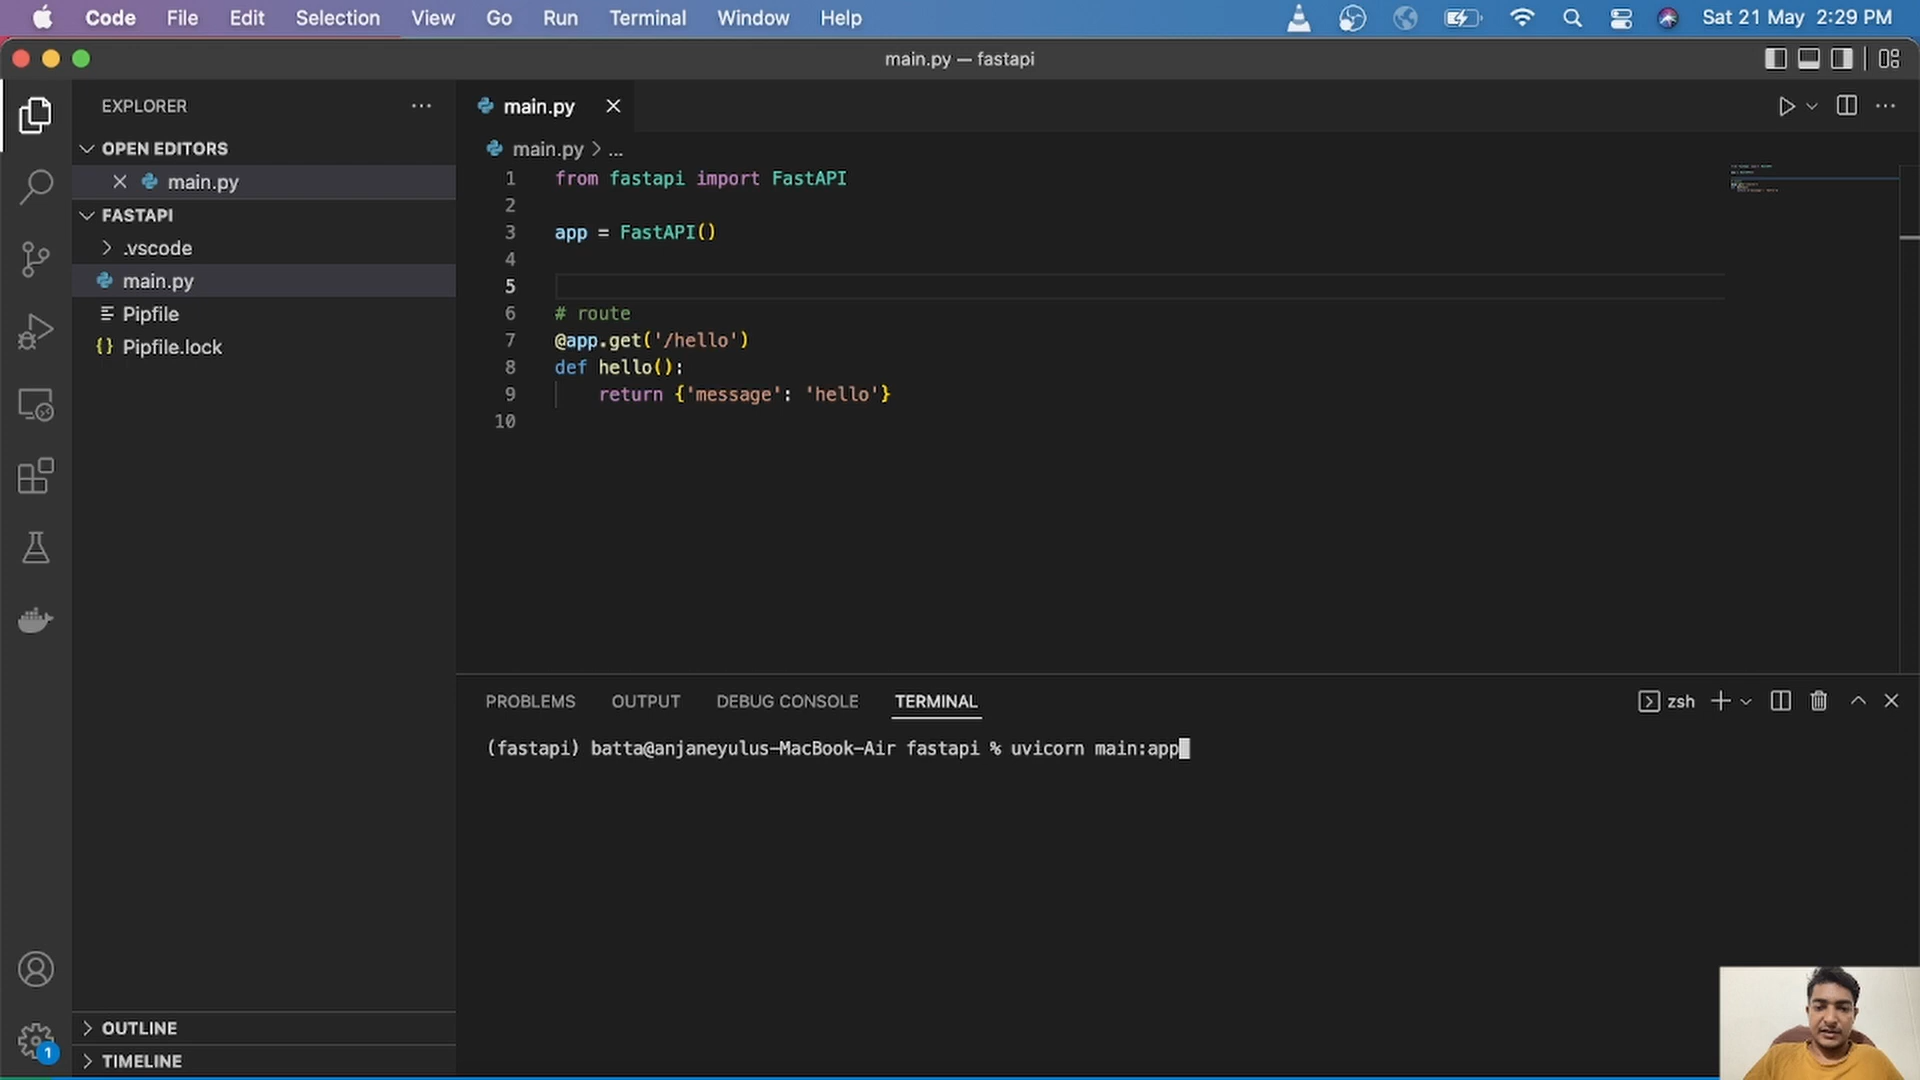 Code File Edit Selection View Go Run Terminal Window Help Sat 21 May 2:29 PM
main.py — fastapi
EXPLORER
OPEN EDITORS
main.py
FASTAPI
.vscode
main.py
Pipfile
{} Pipfile.lock
OUTLINE
TIMELINE
1
main.py
main.py > ...
1 from fastapi import FastAPI
2
3 app = FastAPI()
4
5
6 # route
7 @app.get('/hello')
8 def hello():
9 return {'message': 'hello'}
10
PROBLEMS OUTPUT DEBUG CONSOLE TERMINAL zsh
(fastapi) batta@anjaneyulus-MacBook-Air fastapi % uvicorn main:app